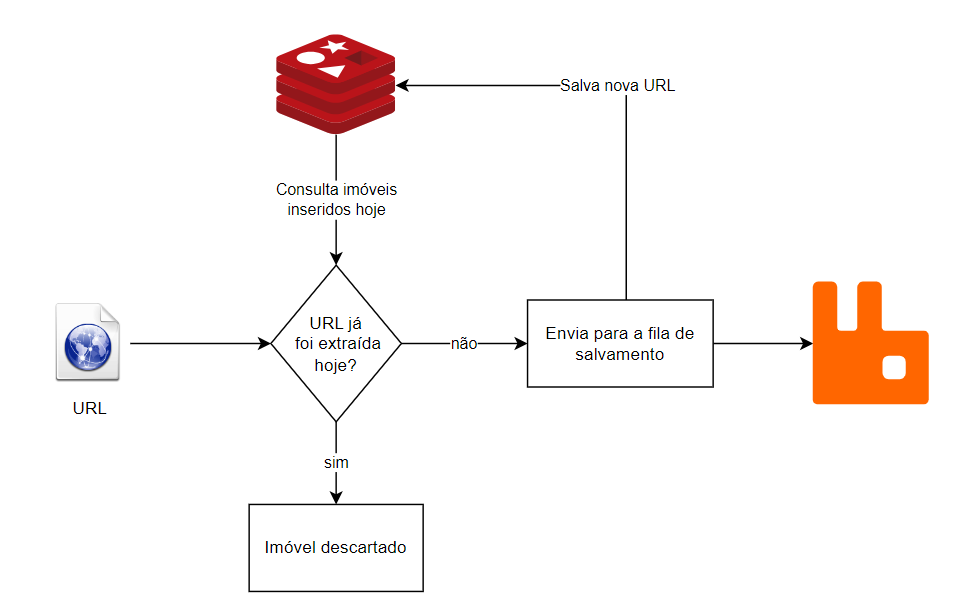 Salva nova URL
Consulta imóveis
inseridos hoje
URL já
foi extraída
hoje?
não
Envia para a fila de
salvamento
URL
sim
Imóvel descartado